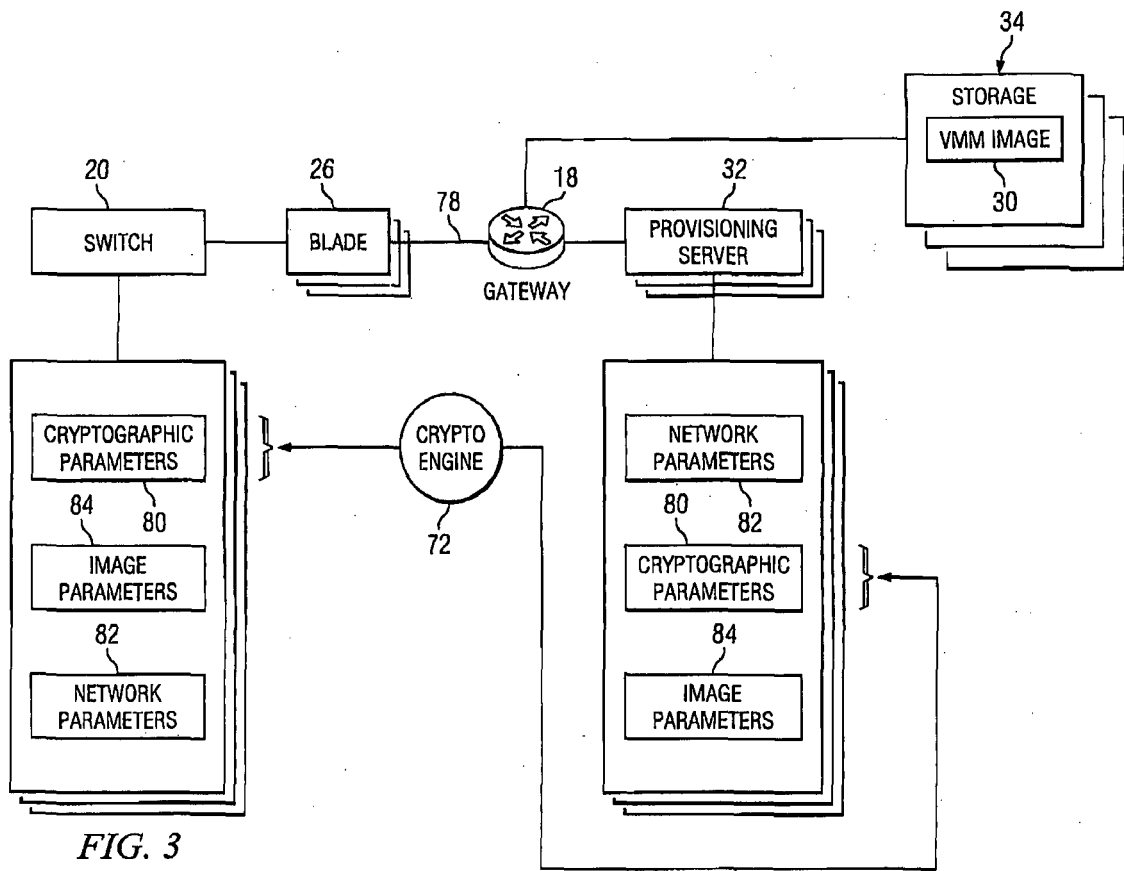 34
STORAGE
VMM IMAGE
30
20
SWITCH
26
BLADE
78
18
GATEWAY
32
PROVISIONING
SERVER
CRYPTOGRAPHIC
PARAMETERS
80
84
IMAGE
PARAMETERS
82
NETWORK
PARAMETERS
CRYPTO
ENGINE
72
NETWORK
PARAMETERS
82
80
CRYPTOGRAPHIC
PARAMETERS
84
IMAGE
PARAMETERS
FIG. 3